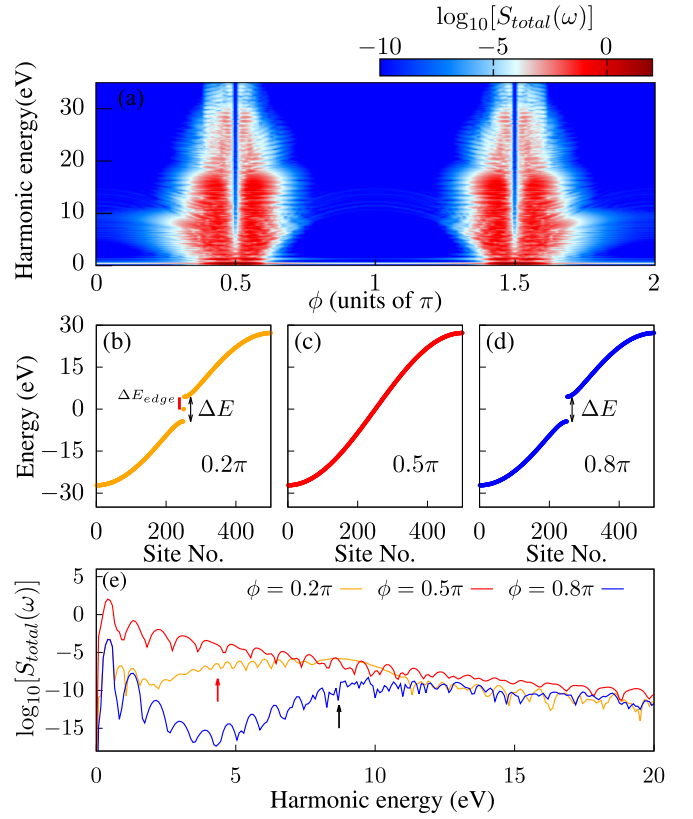 log10[Stotal(ω)]
−10 −5 0
(a)
Harmonic energy(eV)
30
20
10
0
0 0.5 1 1.5 2
ϕ (units of π)
Energy (eV)
30
15
0
−15
−30
(b) (c) (d)
ΔEedge ΔE ΔE
0.2π 0.5π 0.8π
0 200 400 0 200 400 0 200 400
Site No. Site No. Site No.
(e)
ϕ = 0.2π ϕ = 0.5π ϕ = 0.8π
log10[Stotal(ω)]
5
0
−5
−10
−15
0 5 10 15 20
Harmonic energy (eV)